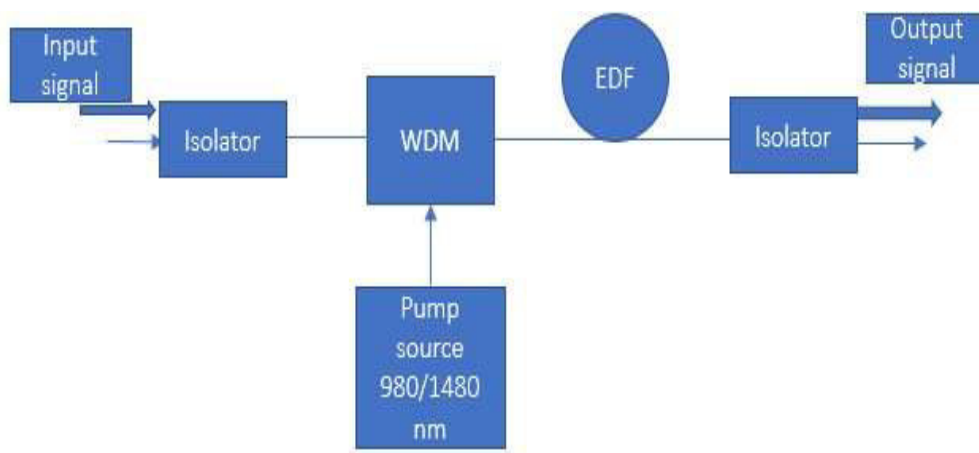 Input
signal
Isolator
WDM
EDF
Isolator
Output
signal
Pump
source
980/1480
nm